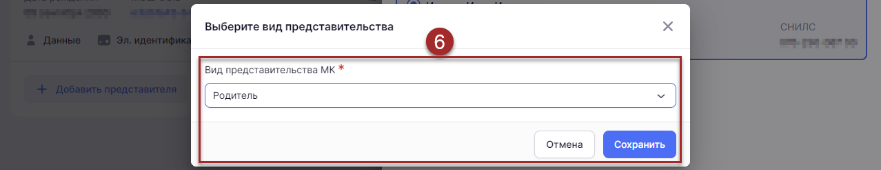 Выберите вид представительства
СНИЛС
6
Данные Эл. идентифика
Вид представительства МК *
+ Добавить представителя
Родитель
Отмена Сохранить